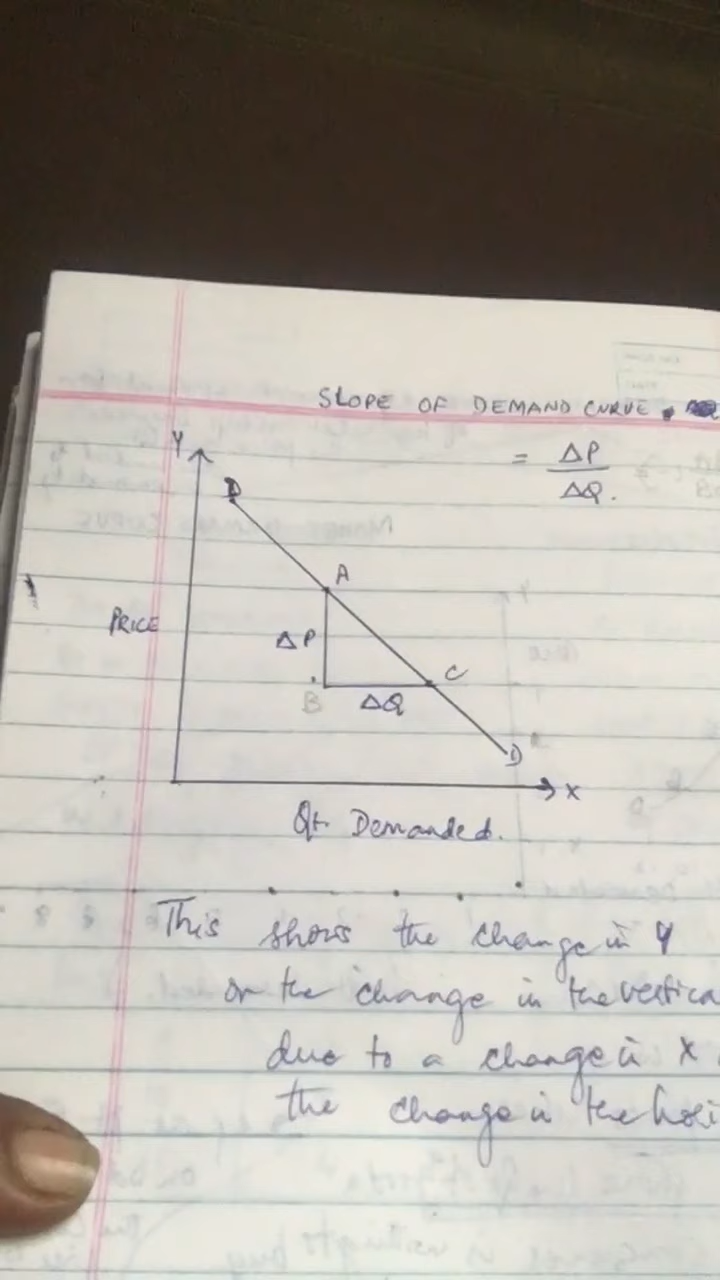 SLOPE OF DEMAND CURVE.
= ΔP
ΔQ.
Y
D
A
PRICE
ΔP
C
B
ΔQ
D
X
Qt. Demanded.
This shows the change in Y
or the change in the vertica
due to a change in X
the change in the hori